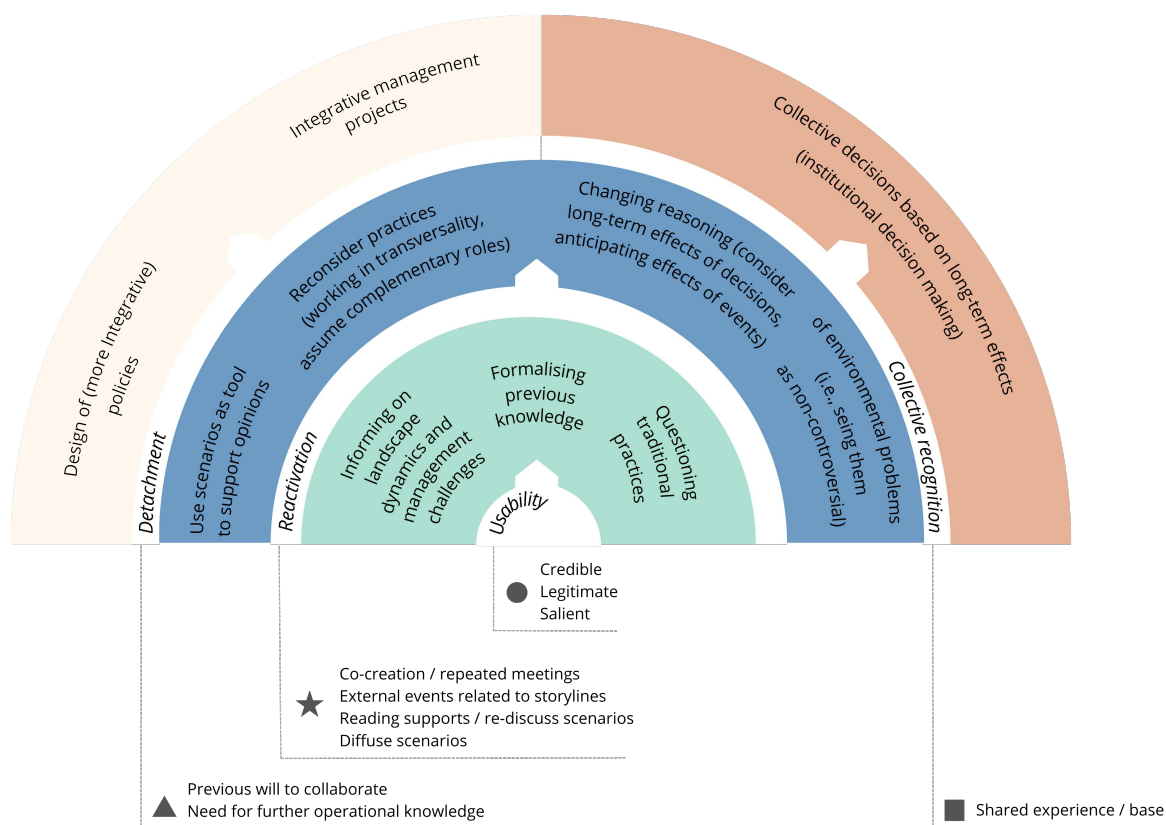 Integrative management
projects
Collective decisions based on long-term effects
(institutional decision making)
Design of (more Integrative)
policies
Reconsider practices
(working in transversality,
assume complementary roles)
Changing reasoning (consider
long-term effects of decisions,
anticipating effects of events)
Use scenarios as tool
to support opinions
of environmental problems
(i.e., seing them
as non-controversial)
Detachment
Reactivation
Collective recognition
Informing on
landscape
dynamics and
management
challenges
Formalising
previous
knowledge
Questioning
traditional
practices
Usability
Credible
Legitimate
Salient
Co-creation / repeated meetings
External events related to storylines
Reading supports / re-discuss scenarios
Diffuse scenarios
Previous will to collaborate
Need for further operational knowledge
Shared experience / base